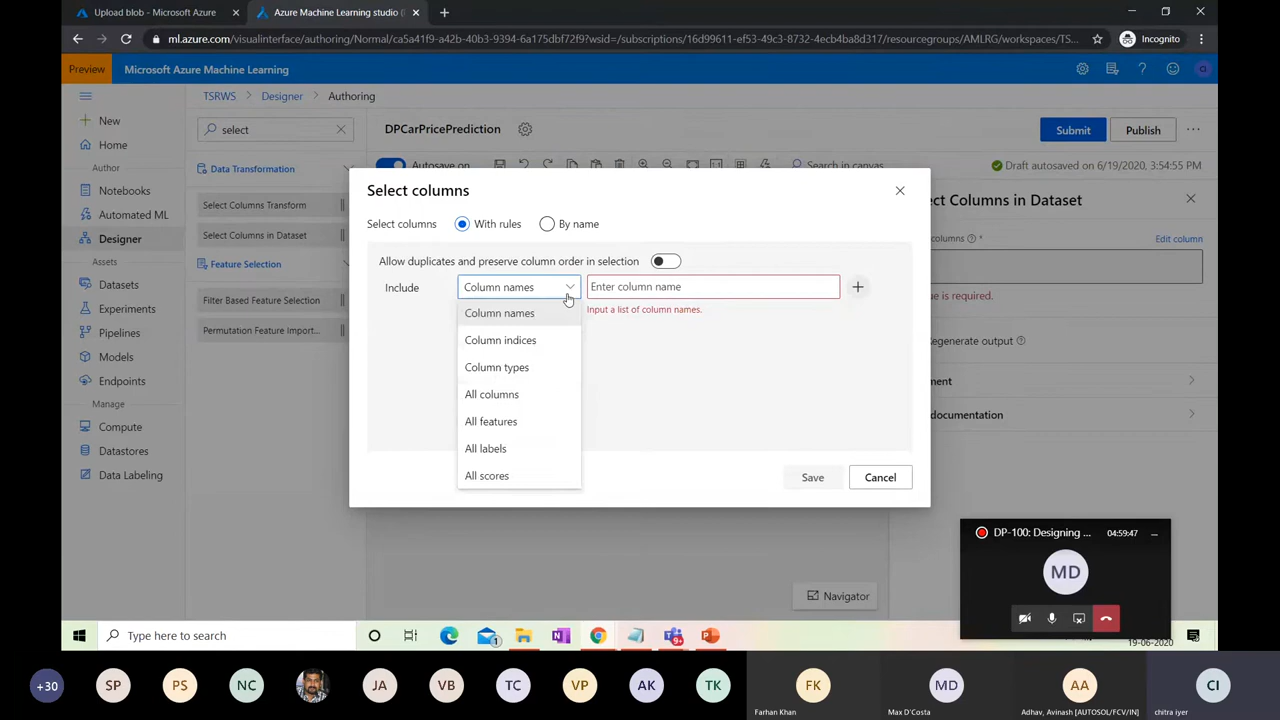 Upload blob - Microsoft Azure
Azure Machine Learning studio (
ml.azure.com/visualinterface/authoring/Normal/ca5a41f9-a42b-40b3-9394-6175dbf72f9?wsid=/subscriptions/16d99611-ef53-49c3-8732-4ecb4ba8d317/resourcegroups/AMLRG/workspaces/TS...
Incognito
Preview
Microsoft Azure Machine Learning
CI
TSRWS > Designer > Authoring
New
Home
Author
Notebooks
Automated ML
Designer
Assets
Datasets
Experiments
Pipelines
Models
Endpoints
Manage
Compute
Datastores
Data Labeling
select
Data Transformation
Select Columns Transform
Select Columns in Dataset
Feature Selection
Filter Based Feature Selection
Permutation Feature Import...
DPCarPricePrediction
Submit
Publish
Autosave on
Search in canvas
Draft autosaved on 6/19/2020, 3:54:55 PM
Select columns
Select columns
With rules
By name
Allow duplicates and preserve column order in selection
Include
Column names
Enter column name
Input a list of column names.
Column names
Column indices
Column types
All columns
All features
All labels
All scores
Save
Cancel
ct Columns in Dataset
columns
Edit column
e is required.
Regenerate output
ment
documentation
Navigator
DP-100: Designing ...
04:59:47
MD
Type here to search
1
9+
19-06-2020
+30
SP
PS
NC
JA
VB
TC
VP
AK
TK
FK
Farhan Khan
MD
Max D'Costa
AA
Adhav, Avinash [AUTOSOL/FCV/IN]
CI
chitra iyer